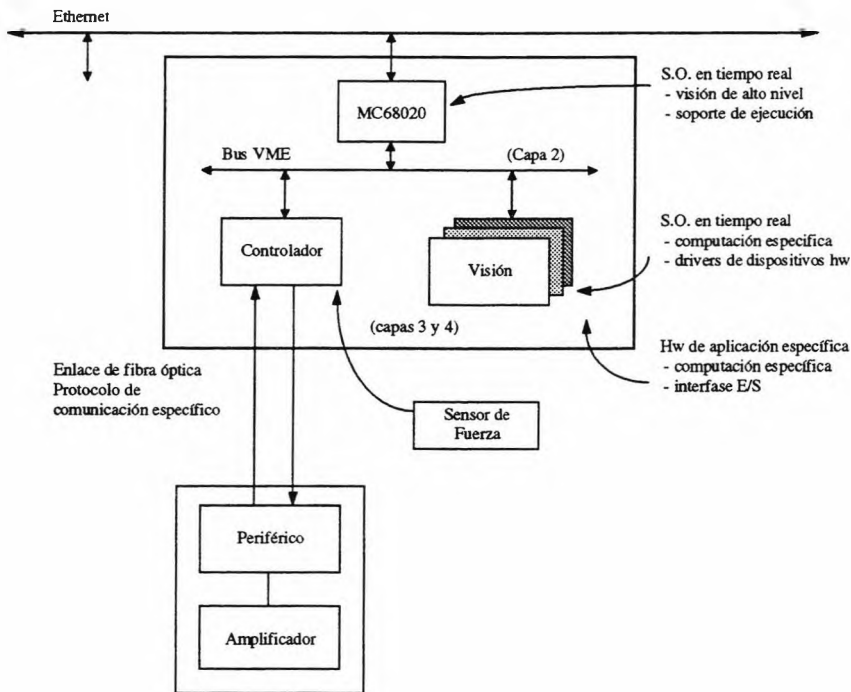 Ethernet
MC68020
S.O. en tiempo real
- visión de alto nivel
- soporte de ejecución
Bus VME
(Capa 2)
Controlador
Visión
S.O. en tiempo real
- computación especifica
- drivers de dispositivos hw
(capas 3 y 4)
Hw de aplicación específica
- computación específica
- interfase E/S
Enlace de fibra óptica
Protocolo de
comunicación específico
Sensor de
Fuerza
Periférico
Amplificador